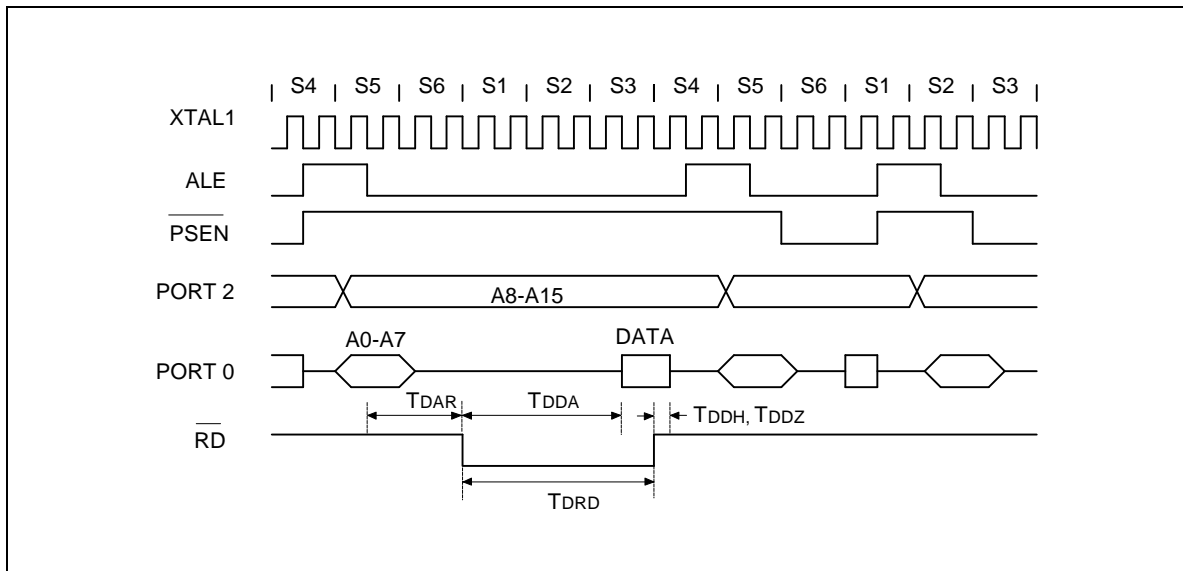 S4 S5 S6 S1 S2 S3 S4 S5 S6 S1 S2 S3
XTAL1
ALE
PSEN
PORT 2
A8-A15
A0-A7
DATA
PORT 0
TDAR
TDDA
TDDH, TDDZ
RD
TDRD